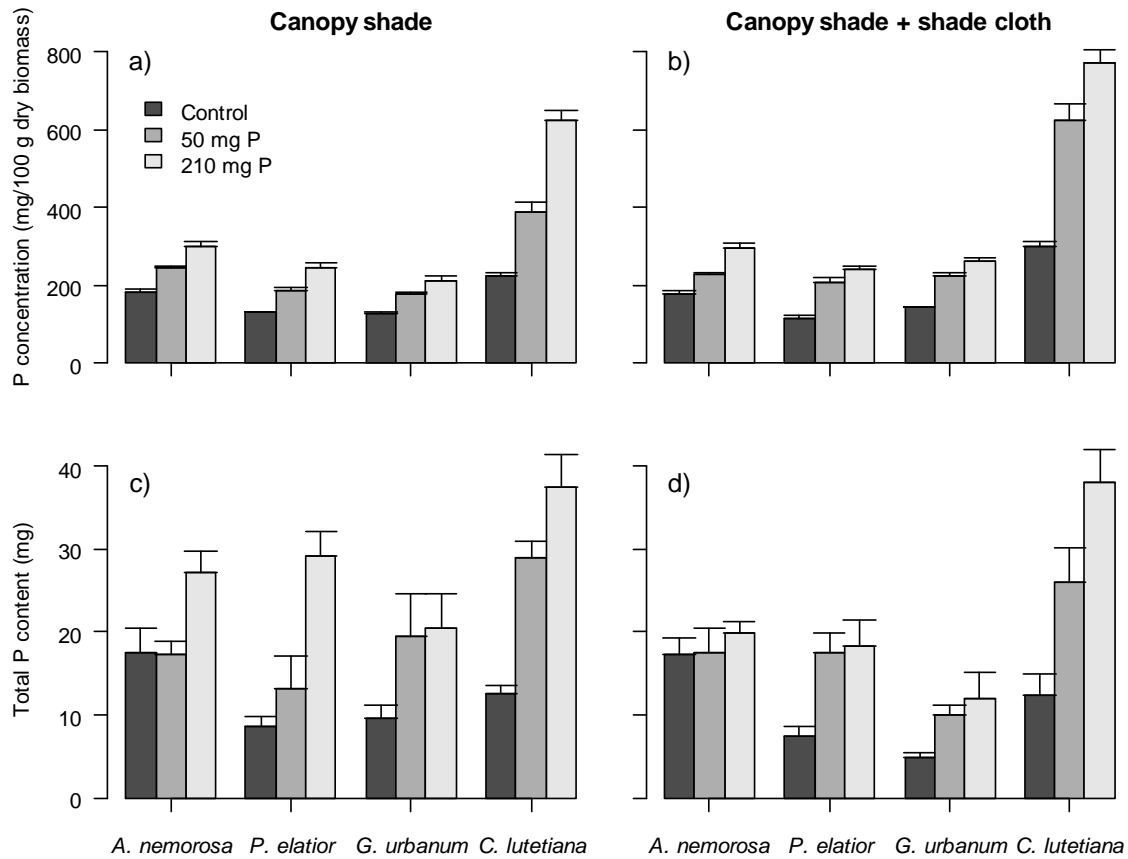 Canopy shade
Canopy shade + shade cloth
P concentration (mg/100 g dry biomass)
800
600
400
200
0
a)
Control
50 mg P
210 mg P
b)
Total P content (mg)
40
30
20
10
0
c)
d)
A. nemorosa P. elatior G. urbanum C. lutetiana
A. nemorosa P. elatior G. urbanum C. lutetiana